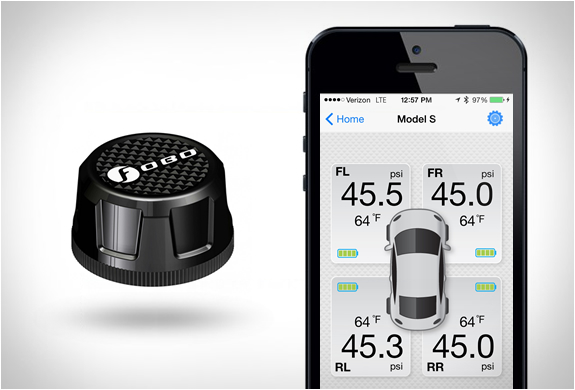 FOBO
Verizon LTE 12:57 PM 97%
Home Model S
FL psi FR psi
45.5 45.0
64 °F 64 °F
64 °F 64 °F
45.3 45.0
RL psi RR psi